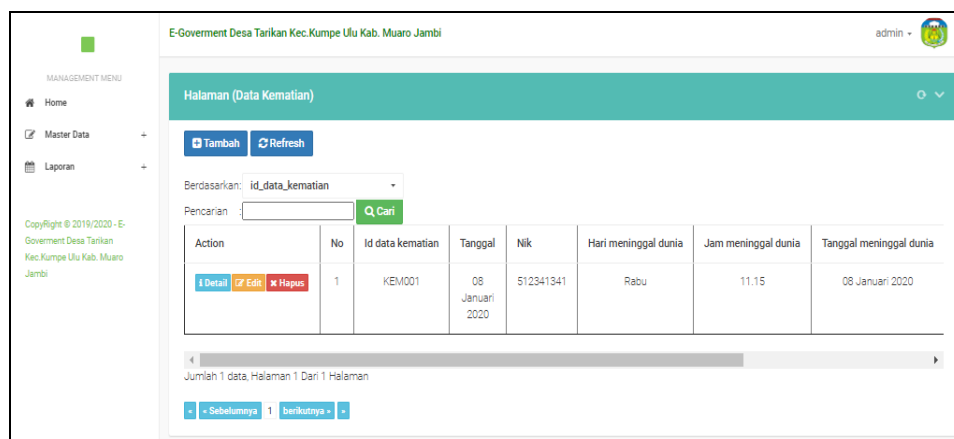 E-Goverment Desa Tarikan Kec.Kumpe Ulu Kab. Muaro Jambi
admin
MANAGEMENT MENU
Home
Master Data +
Laporan +
CopyRight © 2019/2020 - E-
Goverment Desa Tarikan
Kec.Kumpe Ulu Kab. Muaro
Jambi
Halaman (Data Kematian)
Tambah Refresh
Berdasarkan: id_data_kematian
Pencarian : Cari
Action No Id data kematian Tanggal Nik Hari meninggal dunia Jam meninggal dunia Tanggal meninggal dunia
Detail Edit Hapus 1 KEM001 08 Januari 2020 512341341 Rabu 11.15 08 Januari 2020
Jumlah 1 data, Halaman 1 Dari 1 Halaman
« « Sebelumnya 1 berikutnya » »